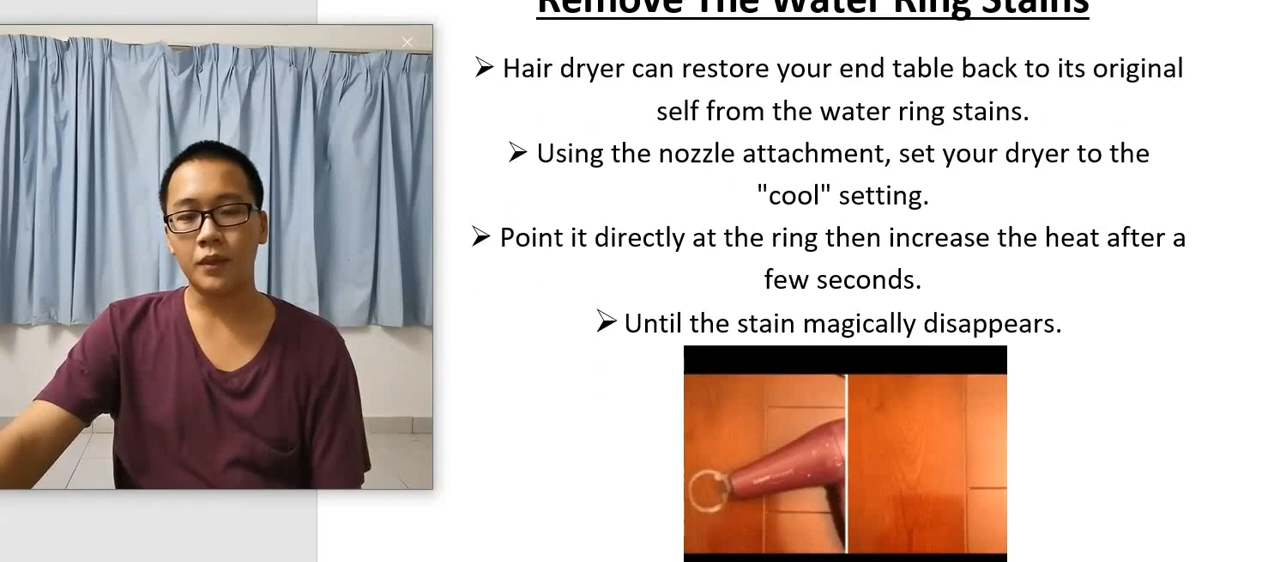 Remove The Water Ring Stains
➤ Hair dryer can restore your end table back to its original
self from the water ring stains.
➤ Using the nozzle attachment, set your dryer to the
"cool" setting.
➤ Point it directly at the ring then increase the heat after a
few seconds.
➤ Until the stain magically disappears.